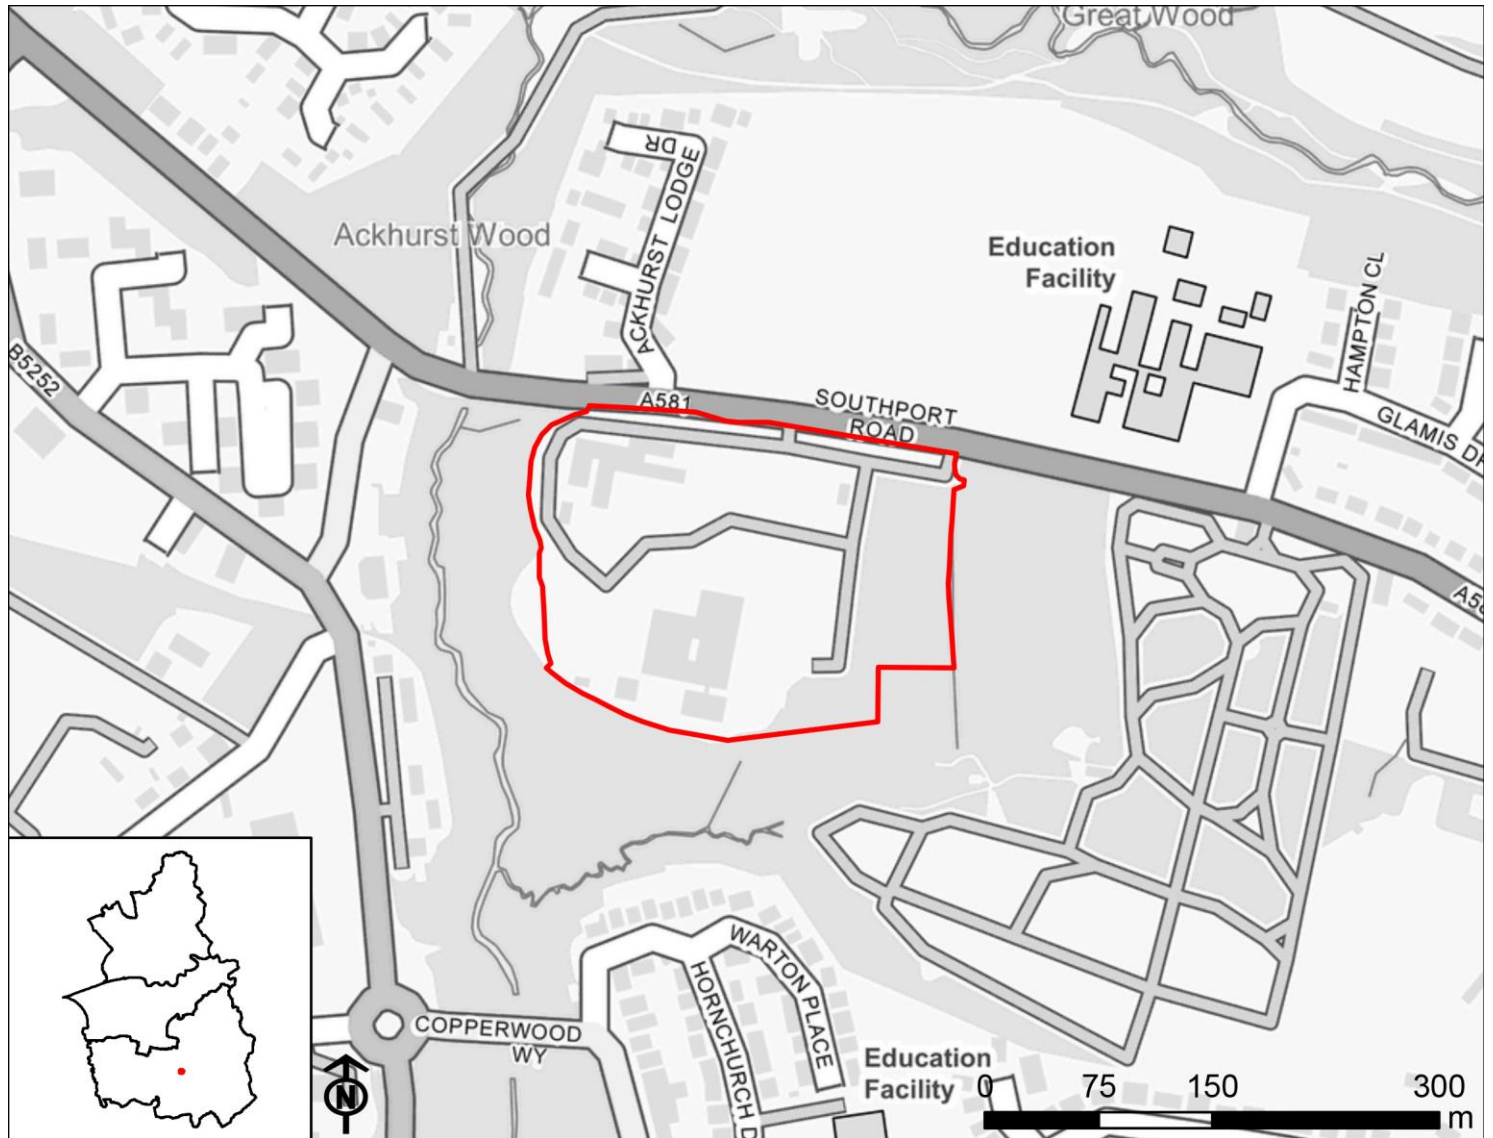 Great Wood
ACKHURST LODGE
DR
Ackhurst Wood
Education
Facility
HAMPTON CL
B5252
A581
SOUTHPORT
ROAD
GLAMIS DR
A58
WARTON PLACE
HORNCHURCH D
COPPERWOOD
WY
Education
Facility
N
0 75 150 300
m